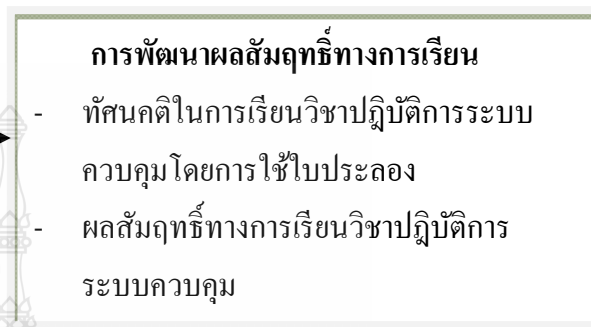 การพัฒนาผลสัมฤทธิ์ทางการเรียน
- ทัศนคติในการเรียนวิชาปฎิบัติการระบบ
ควบคุมโดยการใช้ใบประลอง
- ผลสัมฤทธิ์ทางการเรียนวิชาปฎิบัติการ
ระบบควบคุม